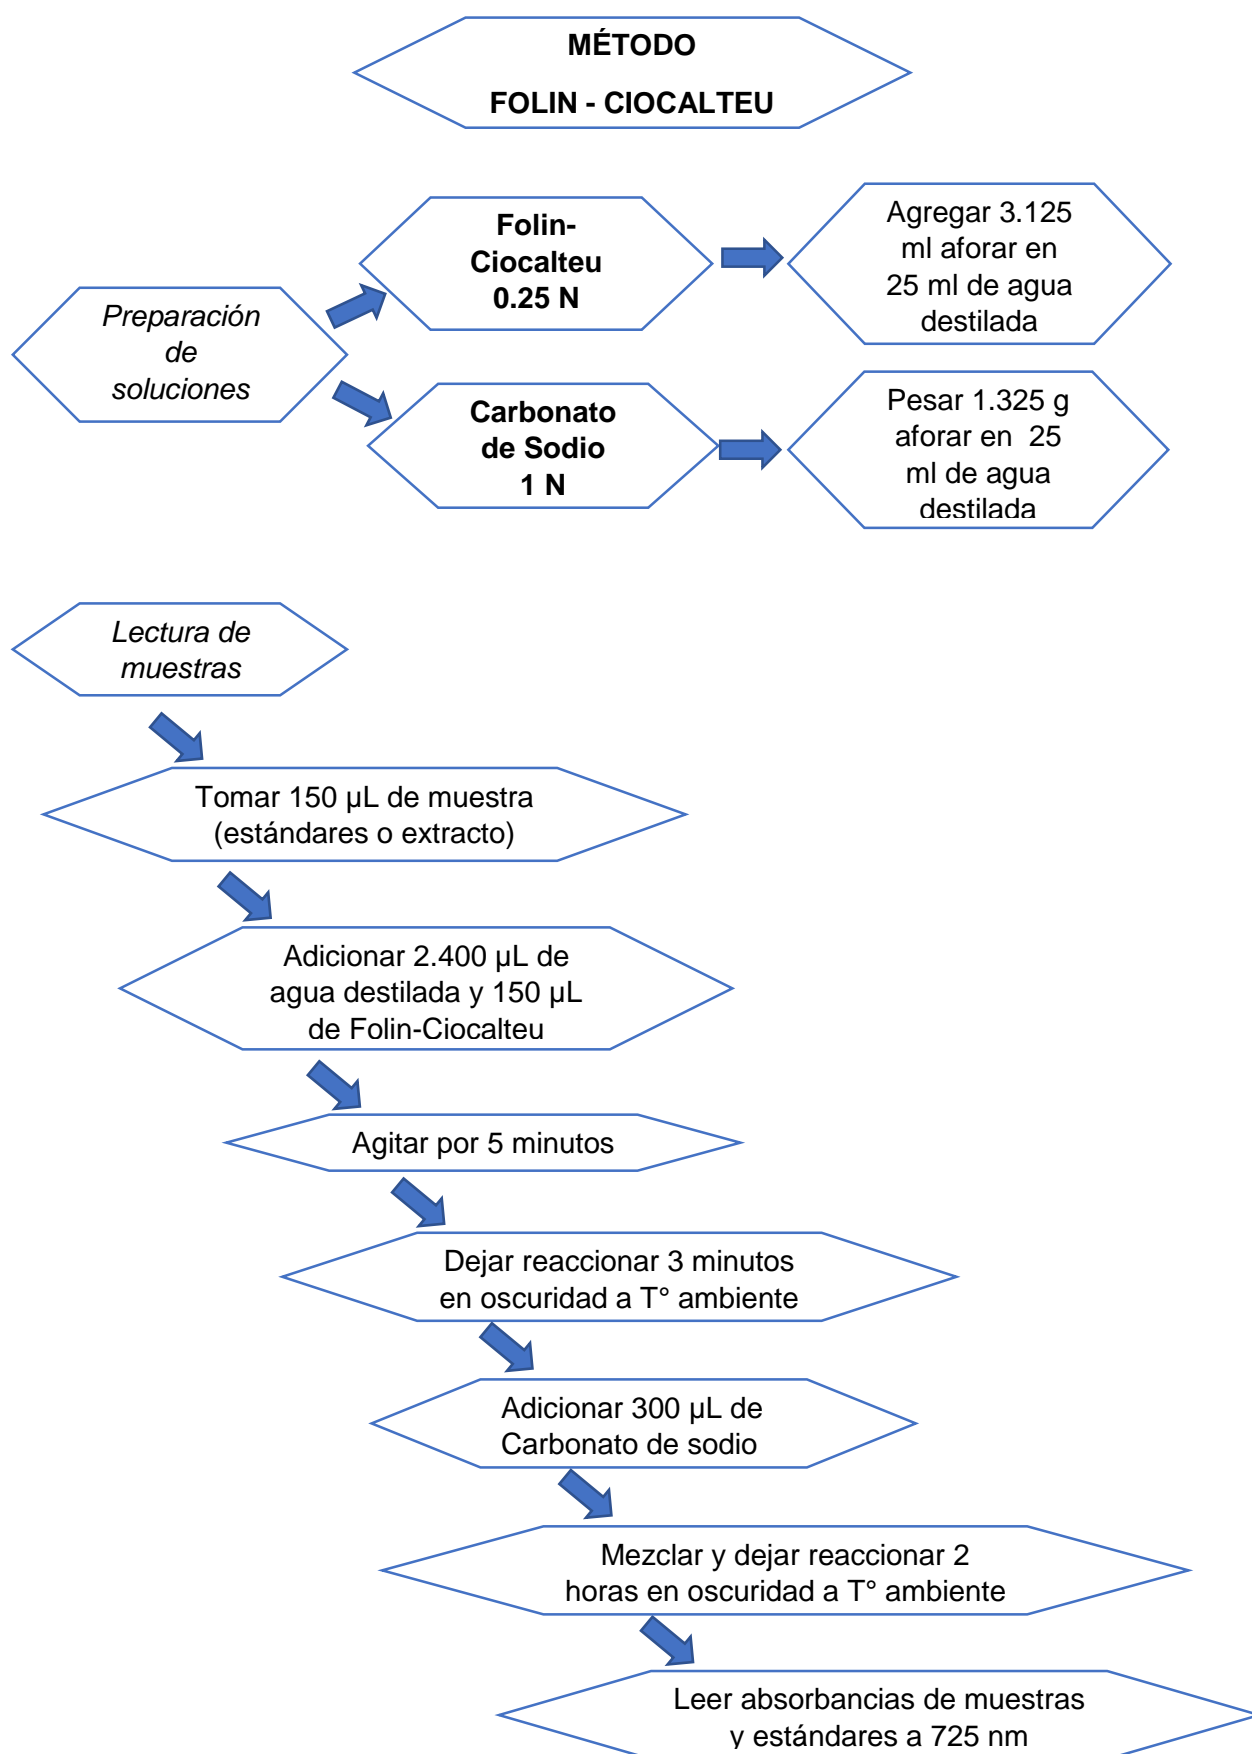 MÉTODO
FOLIN - CIOCALTEU
Preparación
de
soluciones
Folin-
Ciocalteu
0.25 N
Agregar 3.125
ml aforar en
25 ml de agua
destilada
Carbonato
de Sodio
1 N
Pesar 1.325 g
aforar en 25
ml de agua
destilada
Lectura de
muestras
Tomar 150 µL de muestra
(estándares o extracto)
Adicionar 2.400 µL de
agua destilada y 150 µL
de Folin-Ciocalteu
Agitar por 5 minutos
Dejar reaccionar 3 minutos
en oscuridad a T° ambiente
Adicionar 300 µL de
Carbonato de sodio
Mezclar y dejar reaccionar 2
horas en oscuridad a T° ambiente
Leer absorbancias de muestras
y estándares a 725 nm